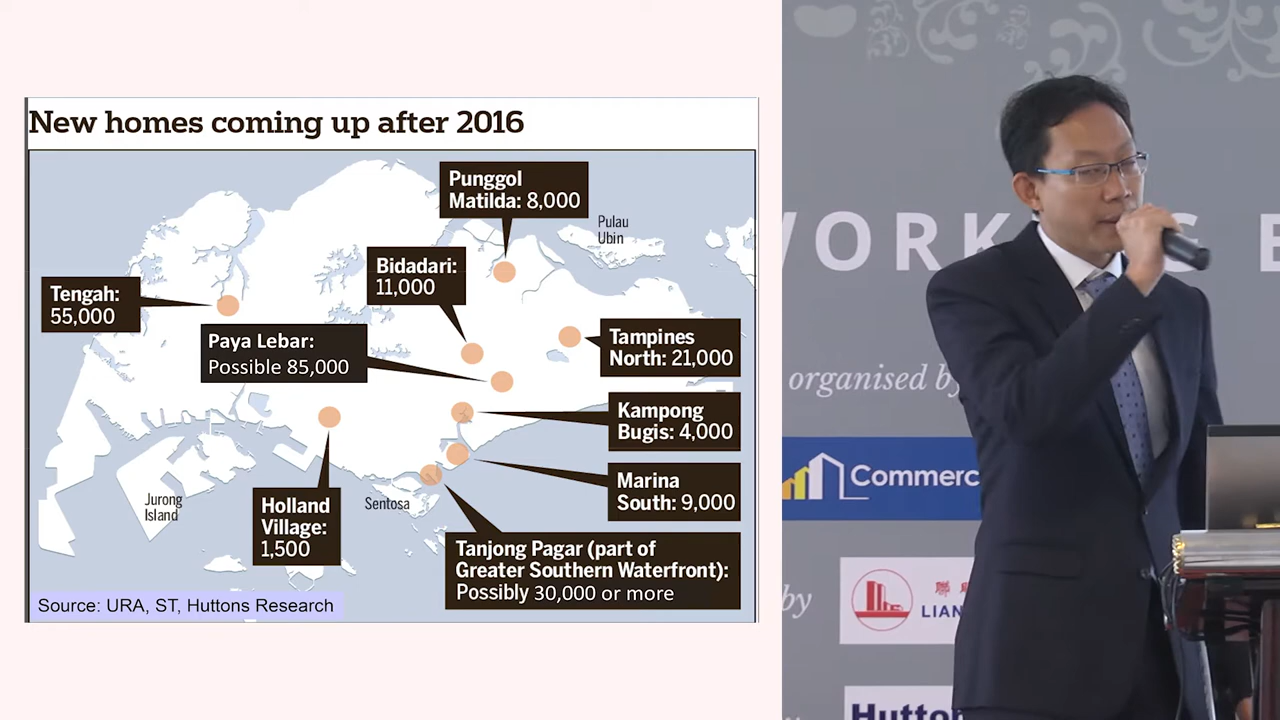 New homes coming up after 2016
Punggol
Matilda: 8,000
Pulau
Ubin
Bidadari:
11,000
Tengah:
55,000
Paya Lebar:
Possible 85,000
Tampines
North: 21,000
Kampong
Bugis: 4,000
Marina
South: 9,000
Jurong
Island
Holland
Village:
1,500
Sentosa
Tanjong Pagar (part of
Greater Southern Waterfront):
Possibly 30,000 or more
Source: URA, ST, Huttons Research
WORK G E
organised by
Commerc
by
LIAN
Hutto